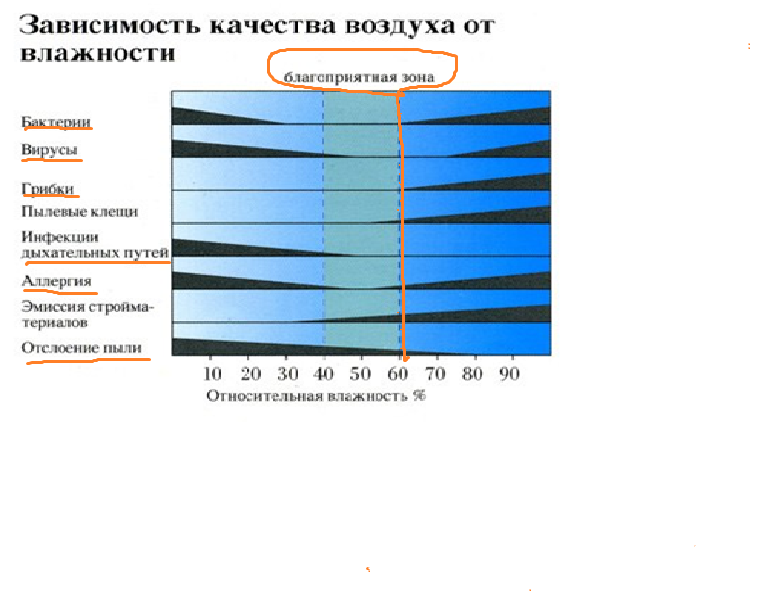 Зависимость качества воздуха от
влажности
благоприятная зона
Бактерии
Вирусы
Грибки
Пылевые клещи
Инфекции
дыхательных путей
Аллергия
Эмиссия стройма-
териалов
Отслоение пыли
10 20 30 40 50 60 70 80 90
Относительная влажность %